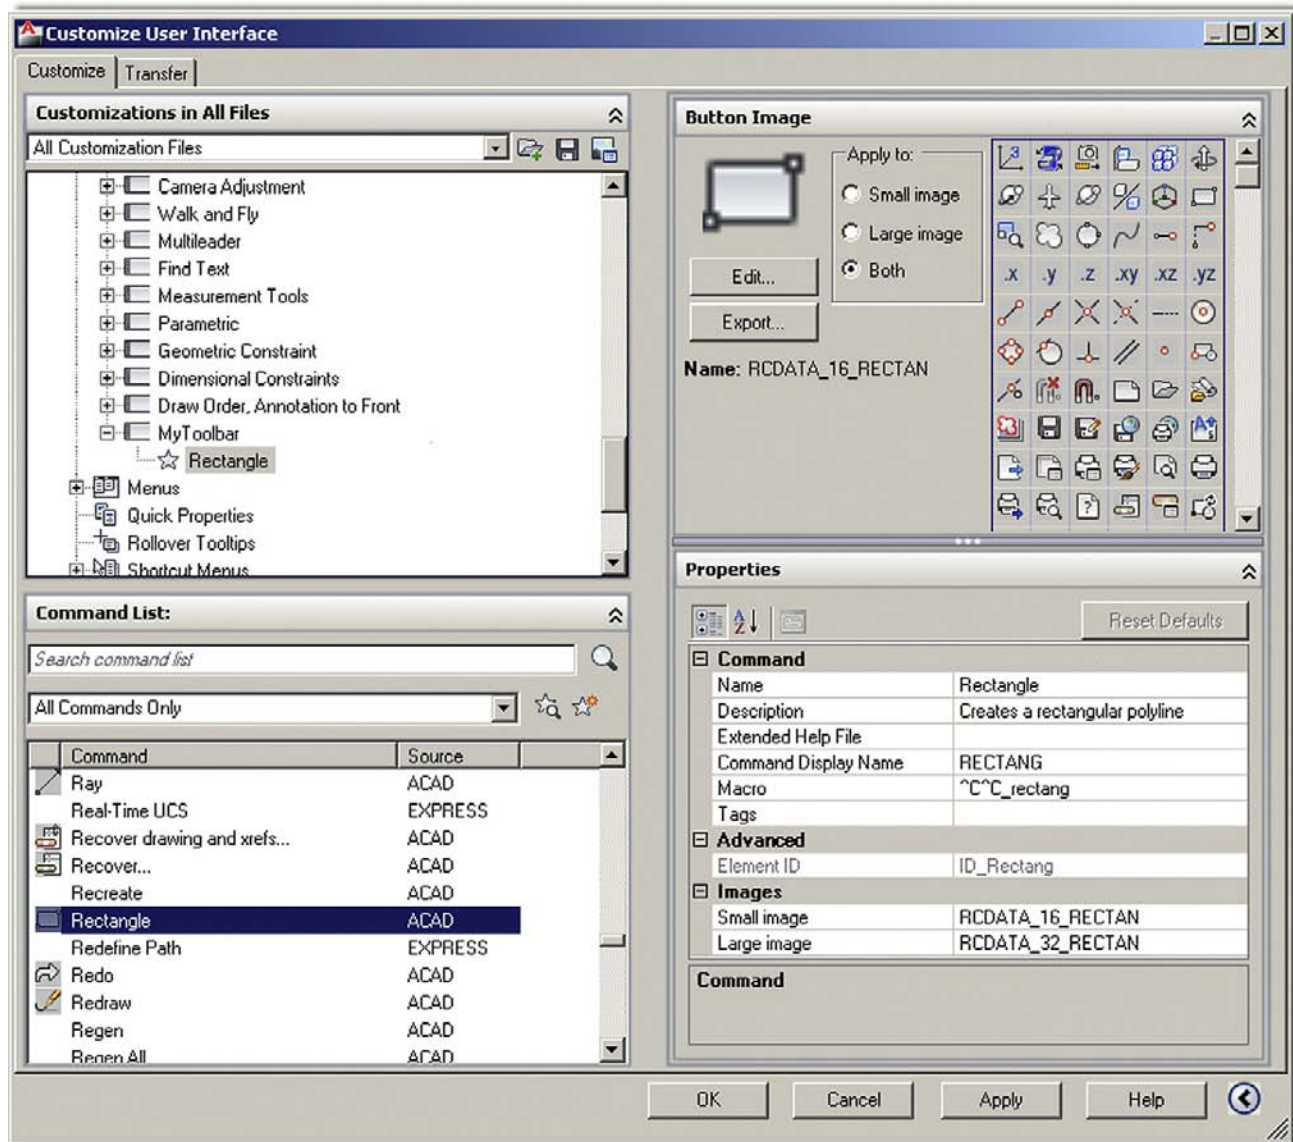 Customize User Interface
Customize Transfer
Customizations in All Files
All Customization Files
Camera Adjustment
Walk and Fly
Multileader
Find Text
Measurement Tools
Parametric
Geometric Constraint
Dimensional Constraints
Draw Order, Annotation to Front
MyToolbar
Rectangle
Menus
Quick Properties
Rollover Tooltips
Shortcut Menus
Command List:
Search command list
All Commands Only
Command Source
Ray ACAD
Real-Time UCS EXPRESS
Recover drawing and xrefs... ACAD
Recover... ACAD
Recreate ACAD
Rectangle ACAD
Redefine Path EXPRESS
Redo ACAD
Redraw ACAD
Regen ACAD
Regen All ACAD
Button Image
Apply to:
Small image
Large image
Both
Edit...
Export...
Name: RCDATA_16_RECTAN
.x .y .z .xy .xz .yz
Properties
Reset Defaults
Command
Name Rectangle
Description Creates a rectangular polyline
Extended Help File
Command Display Name RECTANG
Macro ^C^C_rectang
Tags
Advanced
Element ID ID_Rectang
Images
Small image RCDATA_16_RECTAN
Large image RCDATA_32_RECTAN
Command
OK Cancel Apply Help